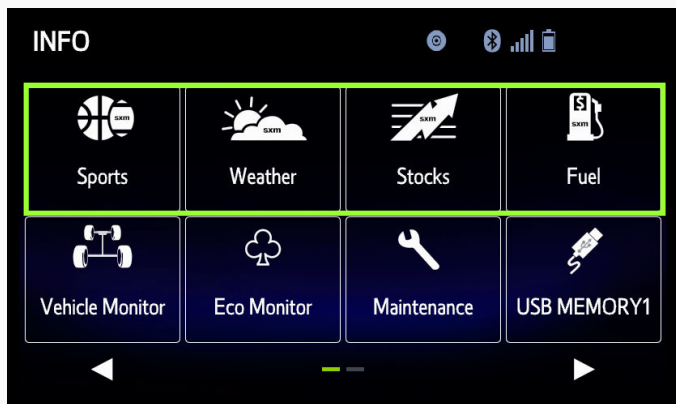 INFO
sxm sxm sxm $ sxm
Sports Weather Stocks Fuel
Vehicle Monitor Eco Monitor Maintenance USB MEMORY1